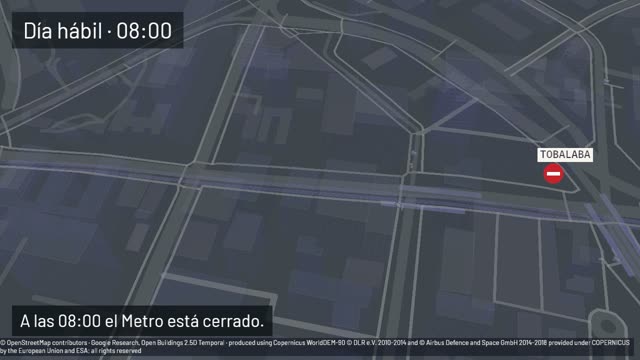 Día hábil · 08:00
TOBALABA
A las 08:00 el Metro está cerrado.
© OpenStreetMap contributors · Google Research, Open Buildings 2.5D Temporal · produced using Copernicus WorldDEM-90 © DLR e.V. 2010-2014 and © Airbus Defence and Space GmbH 2014-2018 provided under COPERNICUS
by the European Union and ESA; all rights reserved